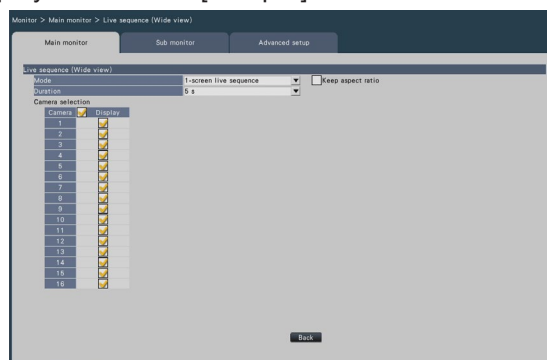 Monitor > Main monitor > Live sequence (Wide view)
Main monitor Sub monitor Advanced setup
Live sequence (Wide view)
Mode 1-screen live sequence Keep aspect ratio
Duration 5 s
Camera selection
Camera Display
1
2
3
4
5
6
7
8
9
10
11
12
13
14
15
16
Back